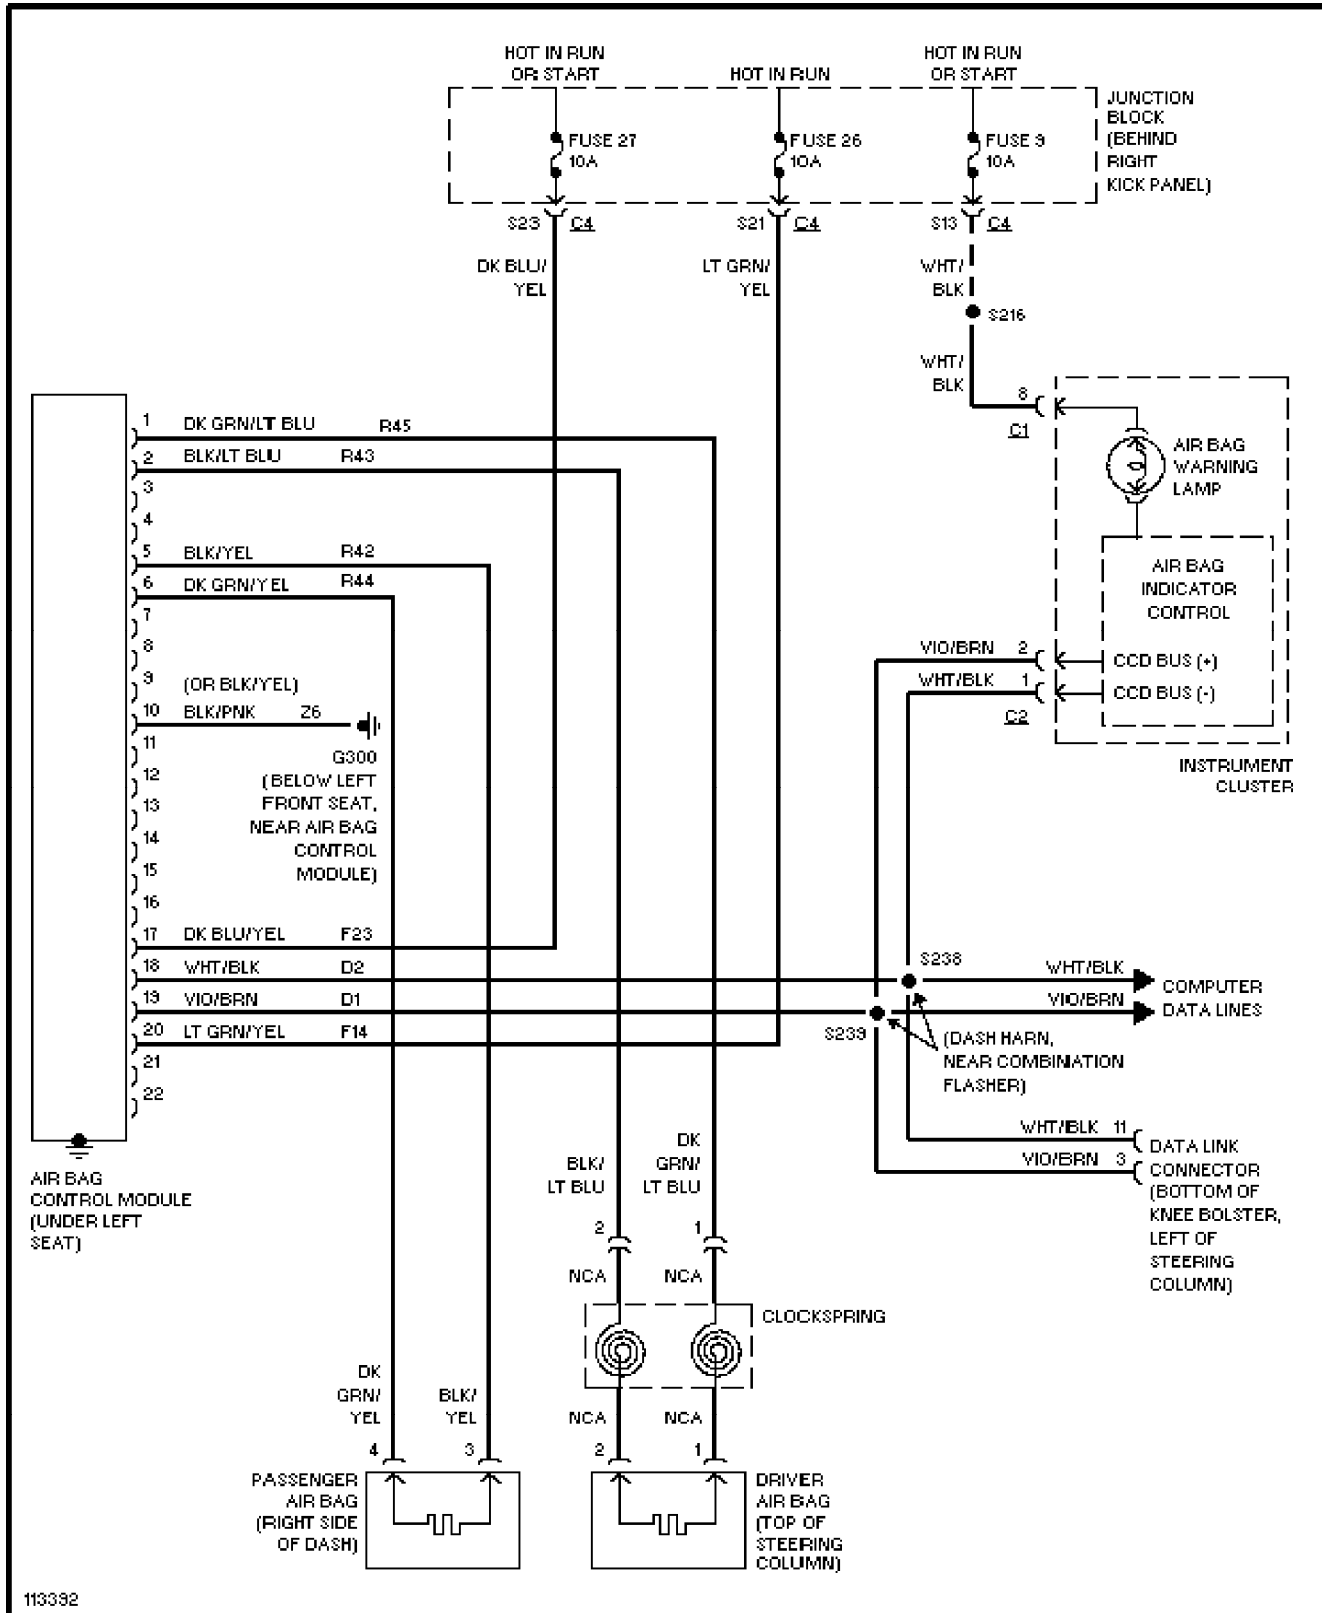 HOT IN RUN
OR START
HOT IN RUN
HOT IN RUN
OR START
JUNCTION
BLOCK
(BEHIND
RIGHT
KICK PANEL)
FUSE 27
10A
FUSE 26
10A
FUSE 9
10A
S23 C4
S21 C4
S13 C4
DK BLU/
YEL
LT GRN/
YEL
WHT/
BLK
S216
WHT/
BLK
8
C1
AIR BAG
WARNING
LAMP
AIR BAG
INDICATOR
CONTROL
VIO/BRN 2
CCD BUS (+)
WHT/BLK 1
CCD BUS (-)
C2
INSTRUMENT
CLUSTER
1 DK GRN/LT BLU R45
2 BLK/LT BLU R43
3
4
5 BLK/YEL R42
6 DK GRN/YEL R44
7
8
9 (OR BLK/YEL)
10 BLK/PNK Z6
11
12
13
14
15
16
G300
(BELOW LEFT
FRONT SEAT,
NEAR AIR BAG
CONTROL
MODULE)
17 DK BLU/YEL F23
18 WHT/BLK D2
19 VIO/BRN D1
20 LT GRN/YEL F14
21
22
S238
S239
WHT/BLK
VIO/BRN
COMPUTER
DATA LINES
(DASH HARN,
NEAR COMBINATION
FLASHER)
WHT/BLK 11
VIO/BRN 3
DATA LINK
CONNECTOR
(BOTTOM OF
KNEE BOLSTER,
LEFT OF
STEERING
COLUMN)
AIR BAG
CONTROL MODULE
(UNDER LEFT
SEAT)
BLK/
LT BLU
DK
GRN/
LT BLU
2
1
NCA
NCA
CLOCKSPRING
DK
GRN/
YEL
BLK/
YEL
NCA
NCA
4
3
2
1
PASSENGER
AIR BAG
(RIGHT SIDE
OF DASH)
DRIVER
AIR BAG
(TOP OF
STEERING
COLUMN)
113392